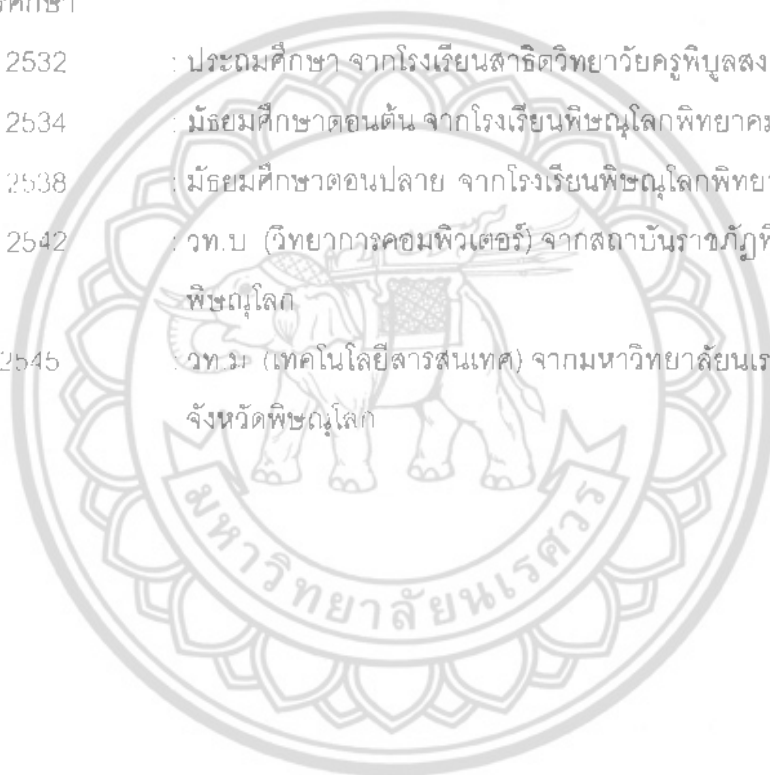 2532 : ประถมศึกษา จากโรงเรียนสาธิตวิทยาวัยครูพิบูลสง
2534 : มัธยมศึกษาตอนต้น จากโรงเรียนพิษณุโลกพิทยาคม
2538 : มัธยมศึกษาตอนปลาย จากโรงเรียนพิษณุโลกพิทยา
2542 : วท.บ (วิทยาการคอมพิวเตอร์) จากสถาบันราชภัฏพิ
พิษณุโลก
2545 : วท.ม (เทคโนโลยีสารสนเทศ) จากมหาวิทยาลัยนเร
จังหวัดพิษณุโลก
มหาวิทยาลัยนเรศวร